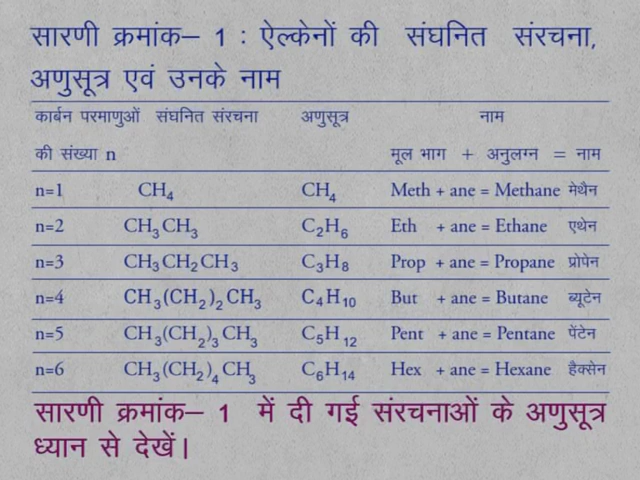 सारणी क्रमांक– 1 : ऐल्केनों की संघनित संरचना,
अणुसूत्र एवं उनके नाम
कार्बन परमाणुओं संघनित संरचना अणुसूत्र नाम
की संख्या n मूल भाग + अनुलग्न = नाम
n=1 CH₄ CH₄ Meth + ane = Methane मेथैन
n=2 CH₃CH₃ C₂H₆ Eth + ane = Ethane एथेन
n=3 CH₃CH₂CH₃ C₃H₈ Prop + ane = Propane प्रोपेन
n=4 CH₃(CH₂)₂CH₃ C₄H₁₀ But + ane = Butane ब्यूटेन
n=5 CH₃(CH₂)₃CH₃ C₅H₁₂ Pent + ane = Pentane पेंटेन
n=6 CH₃(CH₂)₄CH₃ C₆H₁₄ Hex + ane = Hexane हैक्सेन
सारणी क्रमांक– 1 में दी गई संरचनाओं के अणुसूत्र
ध्यान से देखें।